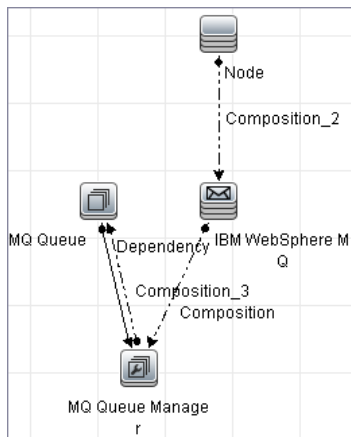 Node
Composition_2
MQ Queue
Dependency
IBM WebSphere M
Q
Composition_3
Composition
MQ Queue Manage
r